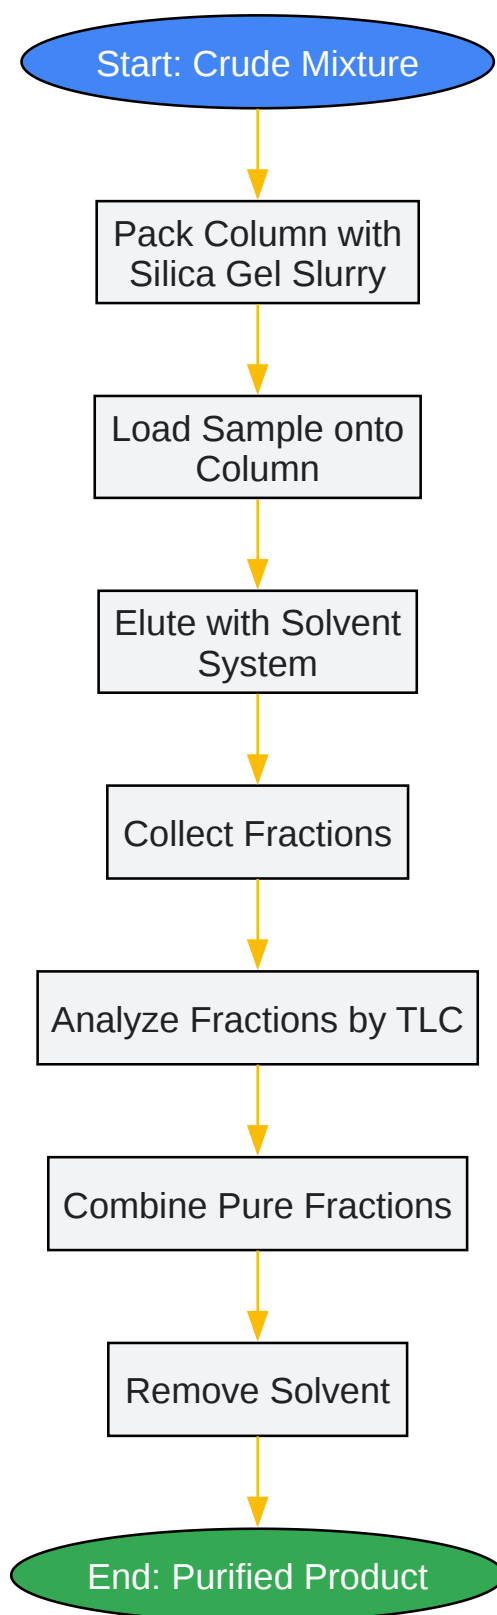 Start: Crude Mixture
Pack Column with
Silica Gel Slurry
Load Sample onto
Column
Elute with Solvent
System
Collect Fractions
Analyze Fractions by TLC
Combine Pure Fractions
Remove Solvent
End: Purified Product